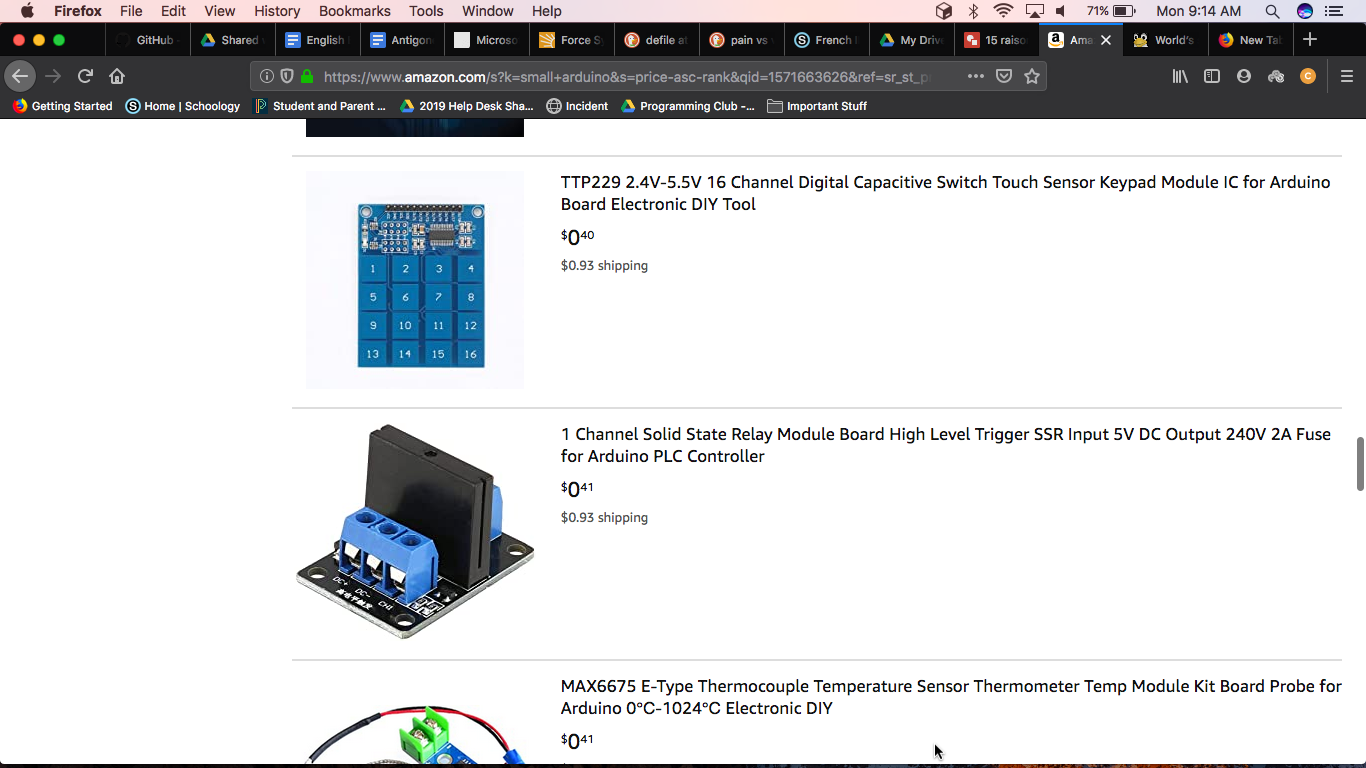 Firefox File Edit View History Bookmarks Tools Window Help 71% Mon 9:14 AM
GitHub Shared English Antigon Microso Force Sy defile a pain vs French My Drive 15 raiso Ama World's New Ta
https://www.amazon.com/s?k=small+arduino&s=price-asc-rank&qid=1571663626&ref=sr_st_p
Getting Started Home | Schoology Student and Parent ... 2019 Help Desk Sha... Incident Programming Club -... Important Stuff
TTP229 2.4V-5.5V 16 Channel Digital Capacitive Switch Touch Sensor Keypad Module IC for Arduino
Board Electronic DIY Tool
$0 40
$0.93 shipping
1 2 3 4
5 6 7 8
9 10 11 12
13 14 15 16
1 Channel Solid State Relay Module Board High Level Trigger SSR Input 5V DC Output 240V 2A Fuse
for Arduino PLC Controller
$0 41
$0.93 shipping
DC+ DC- CH1
高电平触发
MAX6675 E-Type Thermocouple Temperature Sensor Thermometer Temp Module Kit Board Probe for
Arduino 0℃-1024℃ Electronic DIY
$0 41